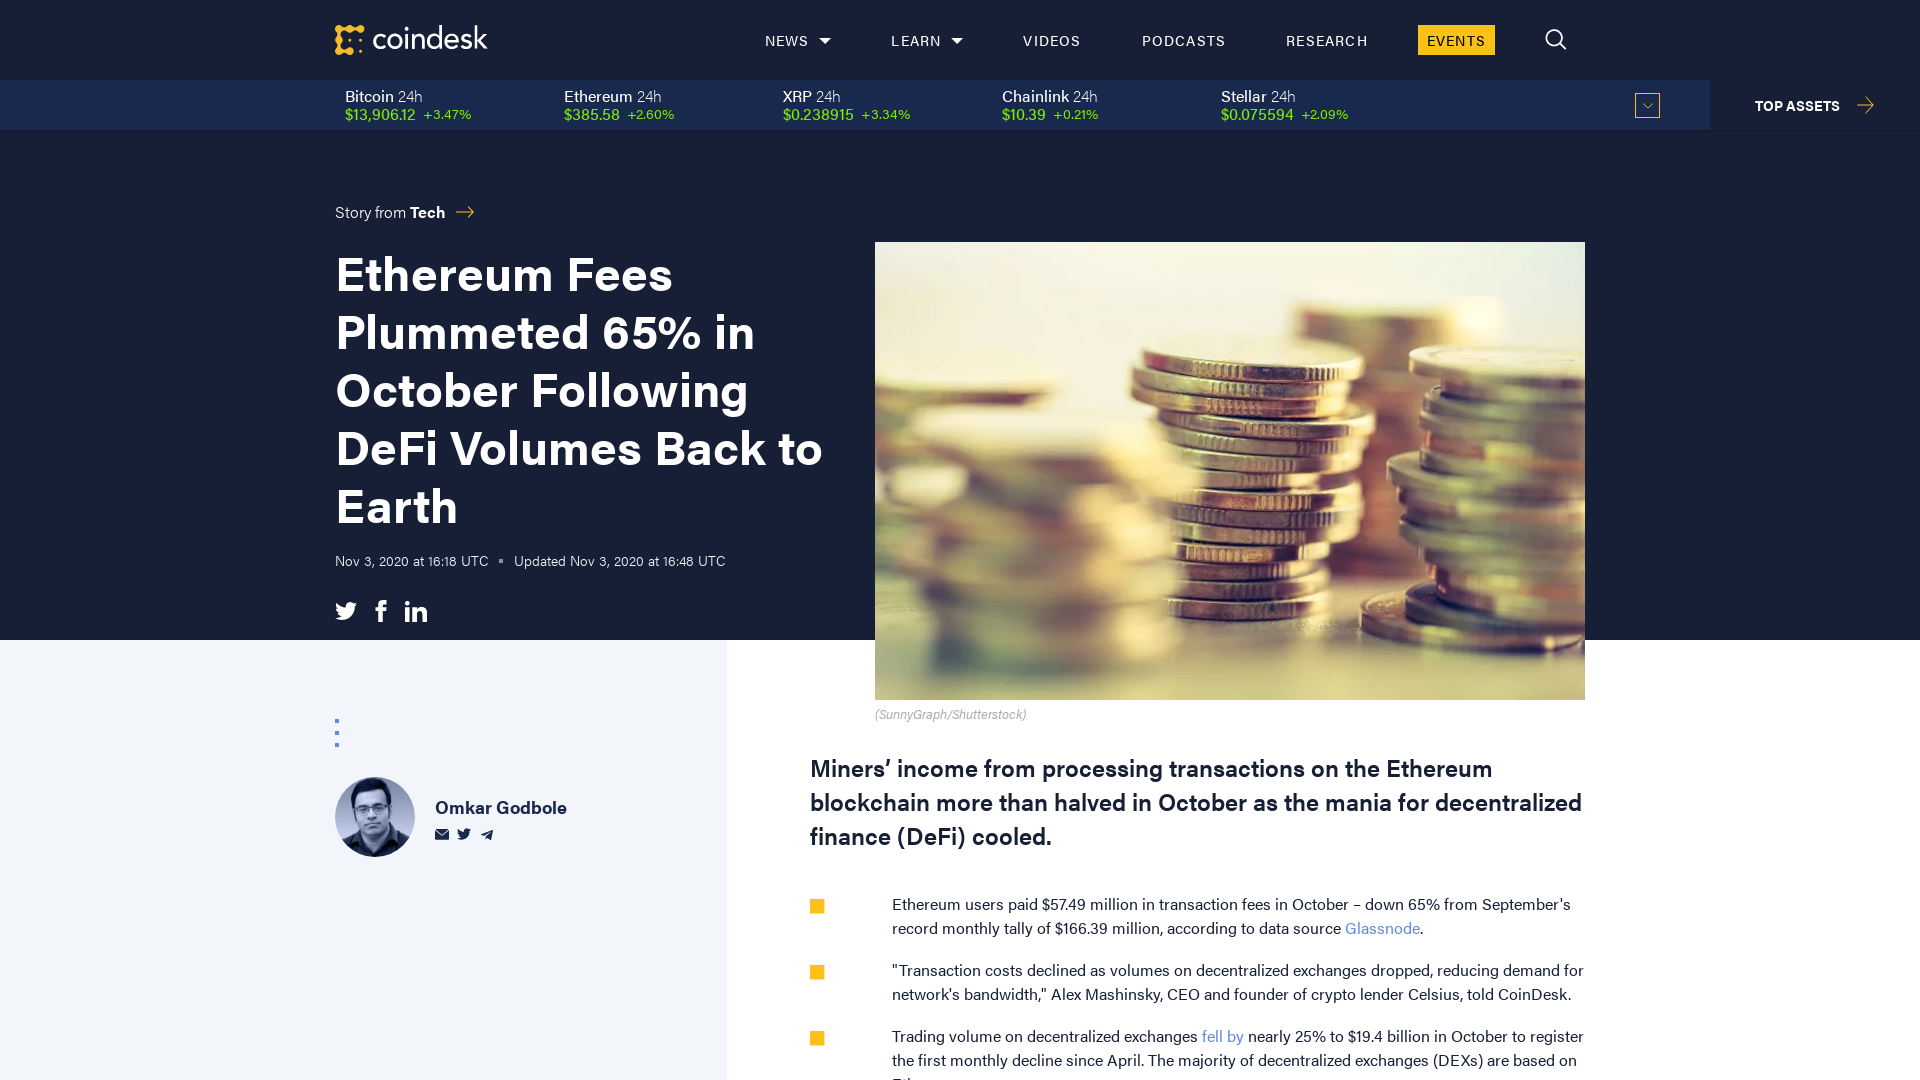 coindesk
NEWS
LEARN
VIDEOS
PODCASTS
RESEARCH
EVENTS
Bitcoin 24h
$13,906.12 +3.47%
Ethereum 24h
$385.58 +2.60%
XRP 24h
$0.238915 +3.34%
Chainlink 24h
$10.39 +0.21%
Stellar 24h
$0.075594 +2.09%
TOP ASSETS
Story from Tech
Ethereum Fees
Plummeted 65% in
October Following
DeFi Volumes Back to
Earth
Nov 3, 2020 at 16:18 UTC
Updated Nov 3, 2020 at 16:48 UTC
(SunnyGraph/Shutterstock)
Omkar Godbole
Miners’ income from processing transactions on the Ethereum
blockchain more than halved in October as the mania for decentralized
finance (DeFi) cooled.
Ethereum users paid $57.49 million in transaction fees in October – down 65% from September's
record monthly tally of $166.39 million, according to data source Glassnode.
"Transaction costs declined as volumes on decentralized exchanges dropped, reducing demand for
network's bandwidth," Alex Mashinsky, CEO and founder of crypto lender Celsius, told CoinDesk.
Trading volume on decentralized exchanges fell by nearly 25% to $19.4 billion in October to register
the first monthly decline since April. The majority of decentralized exchanges (DEXs) are based on